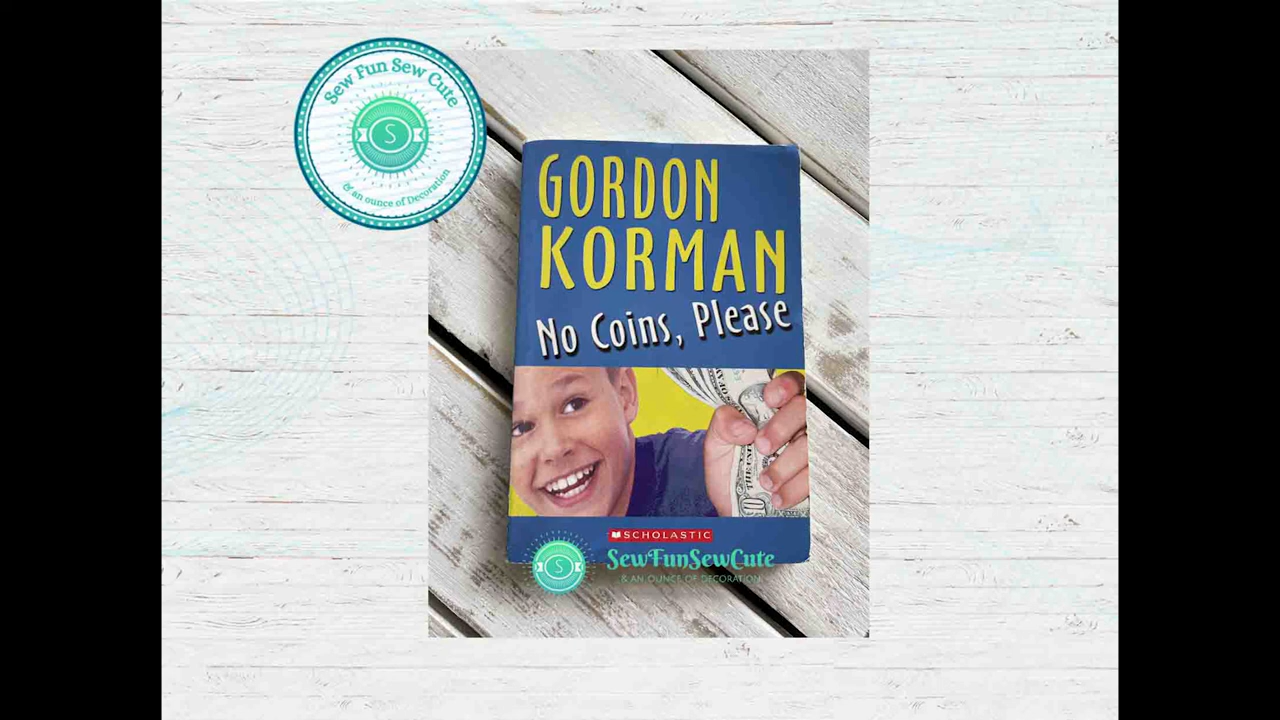 Sew Fun Sew Cute
S
& an ounce of Decoration
GORDON
KORMAN
No Coins, Please
SCHOLASTIC
S
SewFunSewCute
& AN OUNCE OF DECORATION